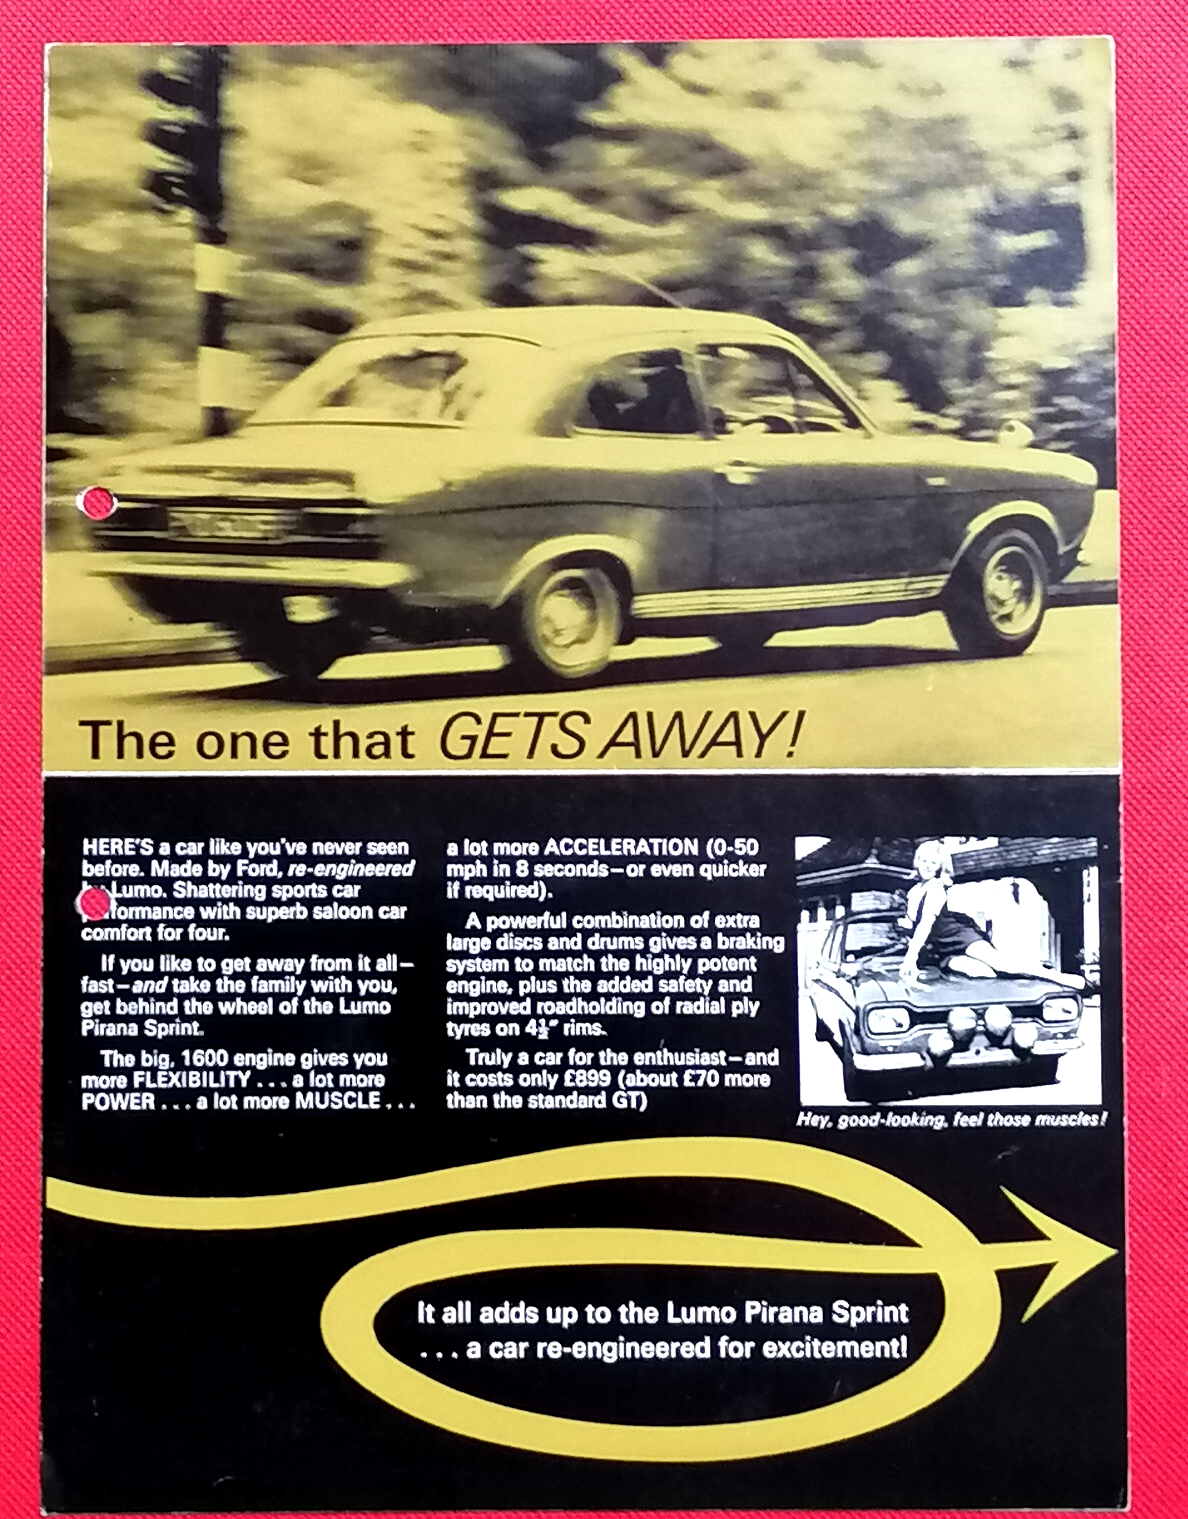 The one that GETS AWAY!
HERE'S a car like you've never seen
before. Made by Ford, re-engineered
Lumo. Shattering sports car
formance with superb saloon car
comfort for four.
If you like to get away from it all—
fast—and take the family with you,
get behind the wheel of the Lumo
Pirana Sprint.
The big, 1600 engine gives you
more FLEXIBILITY . . . a lot more
POWER . . . a lot more MUSCLE . . .
a lot more ACCELERATION (0-50
mph in 8 seconds—or even quicker
if required).
A powerful combination of extra
large discs and drums gives a braking
system to match the highly potent
engine, plus the added safety and
improved roadholding of radial ply
tyres on 4½" rims.
Truly a car for the enthusiast—and
it costs only £899 (about £70 more
than the standard GT)
Hey, good-looking, feel those muscles!
It all adds up to the Lumo Pirana Sprint
. . . a car re-engineered for excitement!